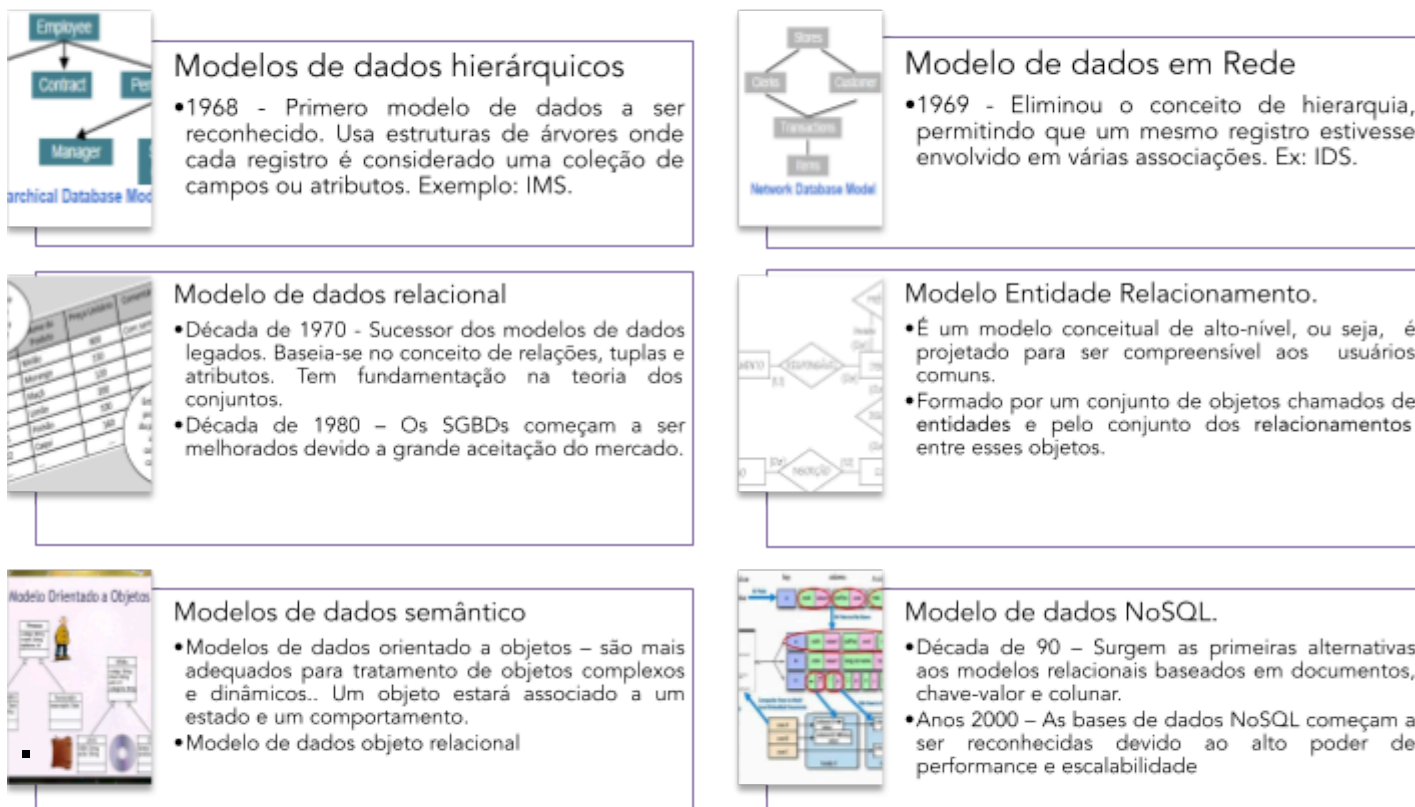 Employee
Contract
Manager
Modelos de dados hierárquicos
•1968 - Primero modelo de dados a ser
reconhecido. Usa estruturas de árvores onde
cada registro é considerado uma coleção de
campos ou atributos. Exemplo: IMS.
Stores
Clerks
Customer
Transactions
Items
Network Database Model
Modelo de dados em Rede
•1969 - Eliminou o conceito de hierarquia,
permitindo que um mesmo registro estivesse
envolvido em várias associações. Ex: IDS.
Modelo de dados relacional
•Década de 1970 - Sucessor dos modelos de dados
legados. Baseia-se no conceito de relações, tuplas e
atributos. Tem fundamentação na teoria dos
conjuntos.
•Década de 1980 – Os SGBDs começam a ser
melhorados devido a grande aceitação do mercado.
Modelo Entidade Relacionamento.
•É um modelo conceitual de alto-nível, ou seja, é
projetado para ser compreensível aos usuários
comuns.
•Formado por um conjunto de objetos chamados de
entidades e pelo conjunto dos relacionamentos
entre esses objetos.
Modelo Orientado a Objetos
Modelos de dados semântico
•Modelos de dados orientado a objetos – são mais
adequados para tratamento de objetos complexos
e dinâmicos.. Um objeto estará associado a um
estado e um comportamento.
•Modelo de dados objeto relacional
Modelo de dados NoSQL.
•Década de 90 – Surgem as primeiras alternativas
aos modelos relacionais baseados em documentos,
chave-valor e colunar.
•Anos 2000 – As bases de dados NoSQL começam a
ser reconhecidas devido ao alto poder de
performance e escalabilidade